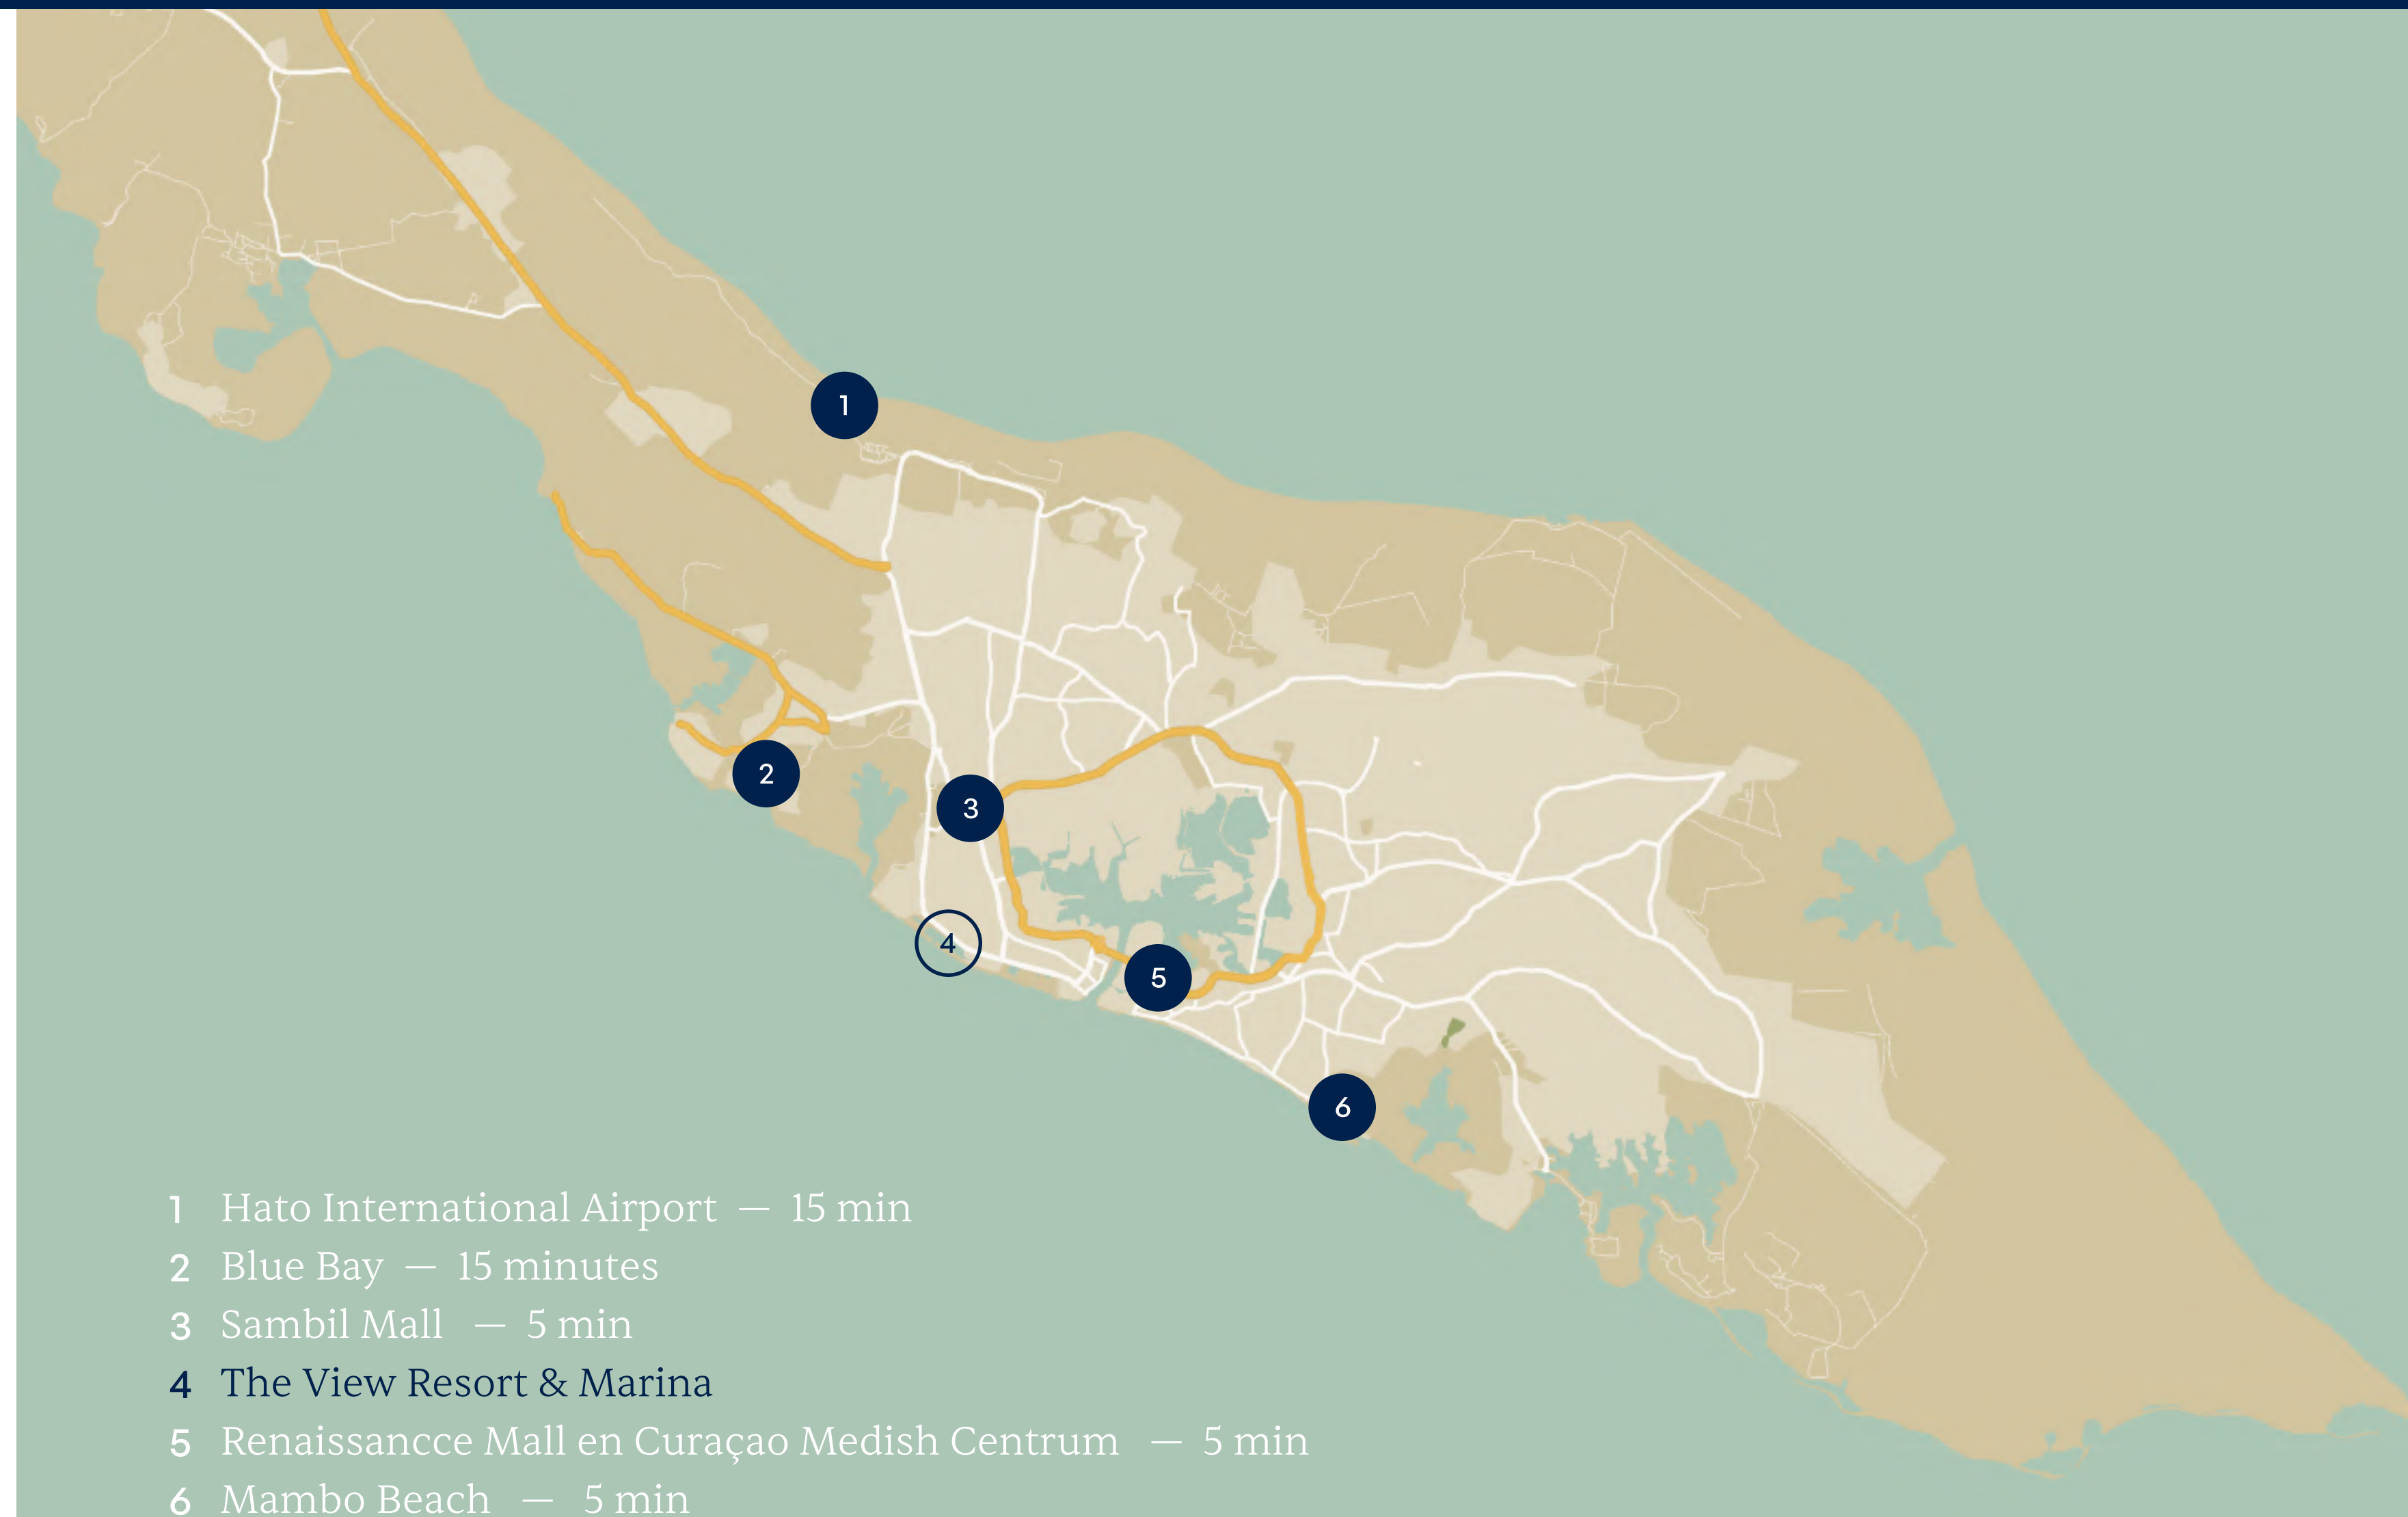 1
2
3
4
5
6
1 Hato International Airport — 15 min
2 Blue Bay — 15 minutes
3 Sambil Mall — 5 min
4 The View Resort & Marina
5 Renaissancce Mall en Curaçao Medish Centrum — 5 min
6 Mambo Beach — 5 min